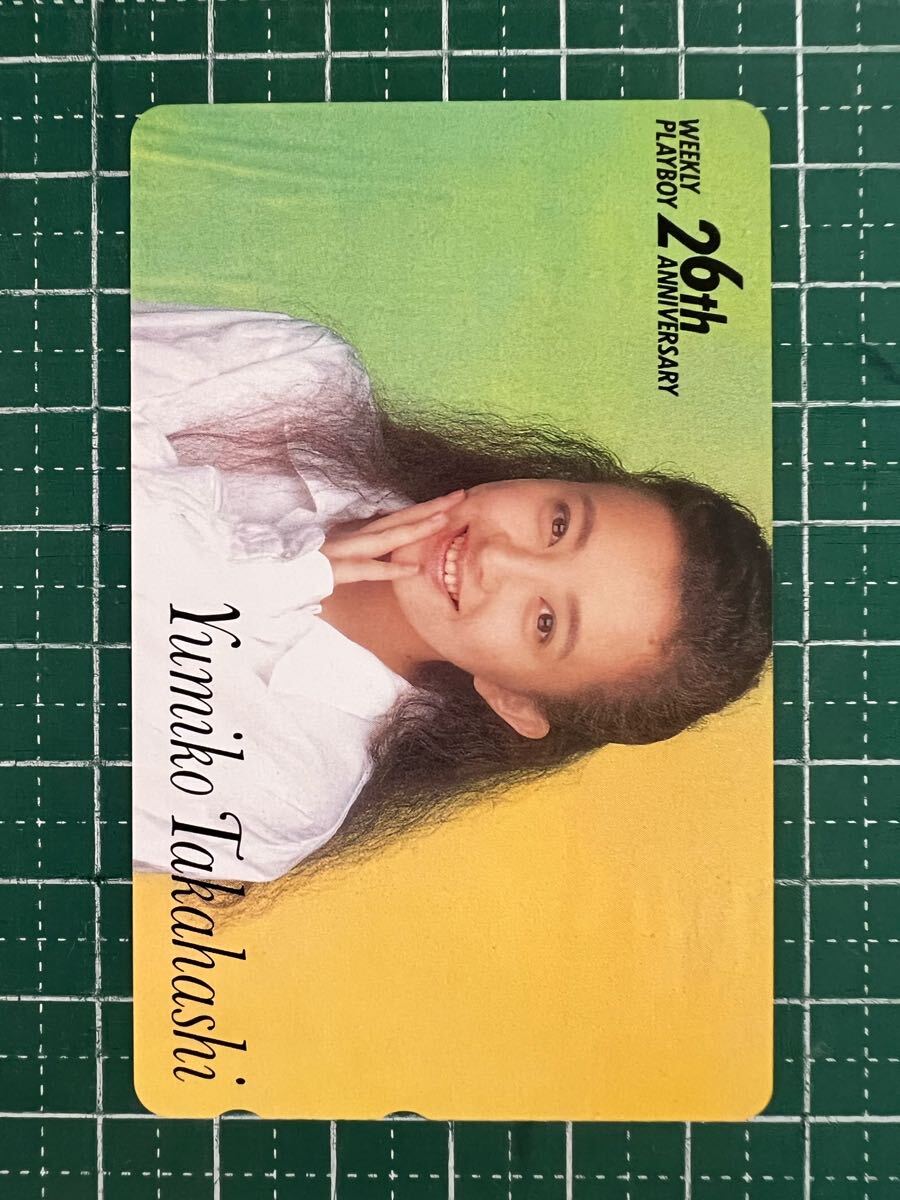 WEEKLY
PLAYBOY
26th
ANNIVERSARY
Yumiko Takahashi